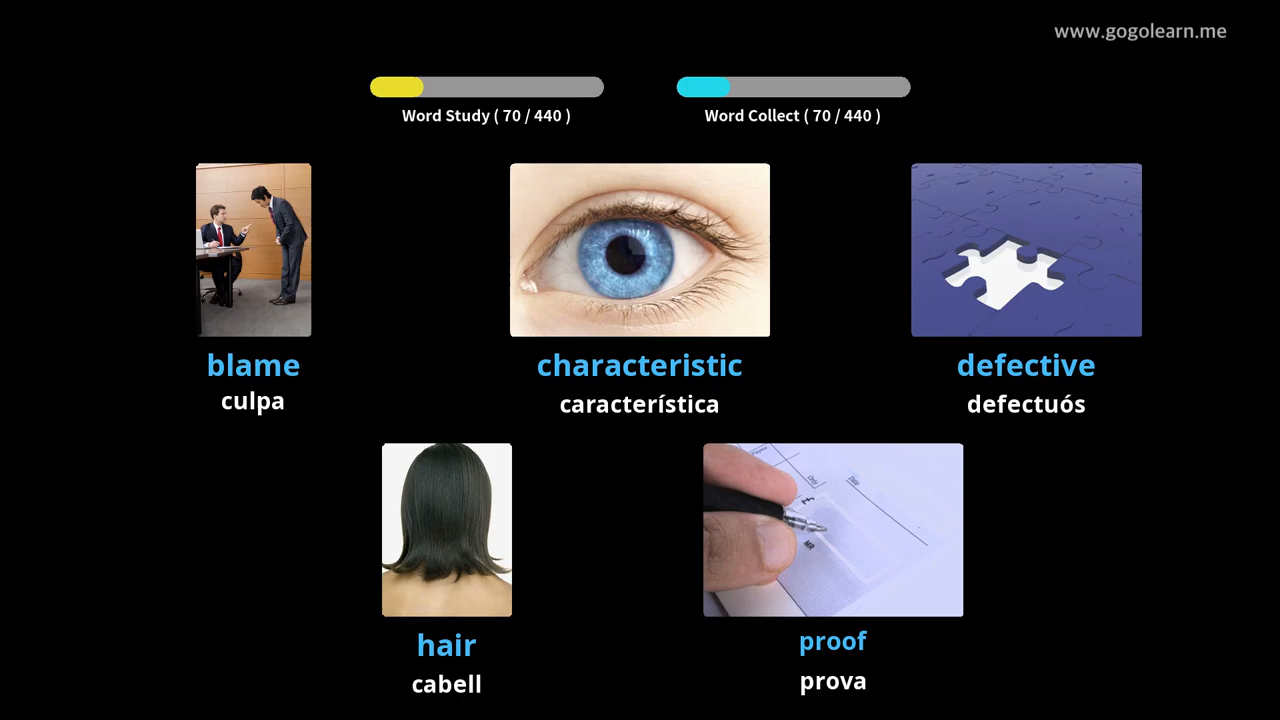 www.gogolearn.me
Word Study ( 70 / 440 )
Word Collect ( 70 / 440 )
blame
culpa
characteristic
característica
defective
defectuós
hair
cabell
proof
prova